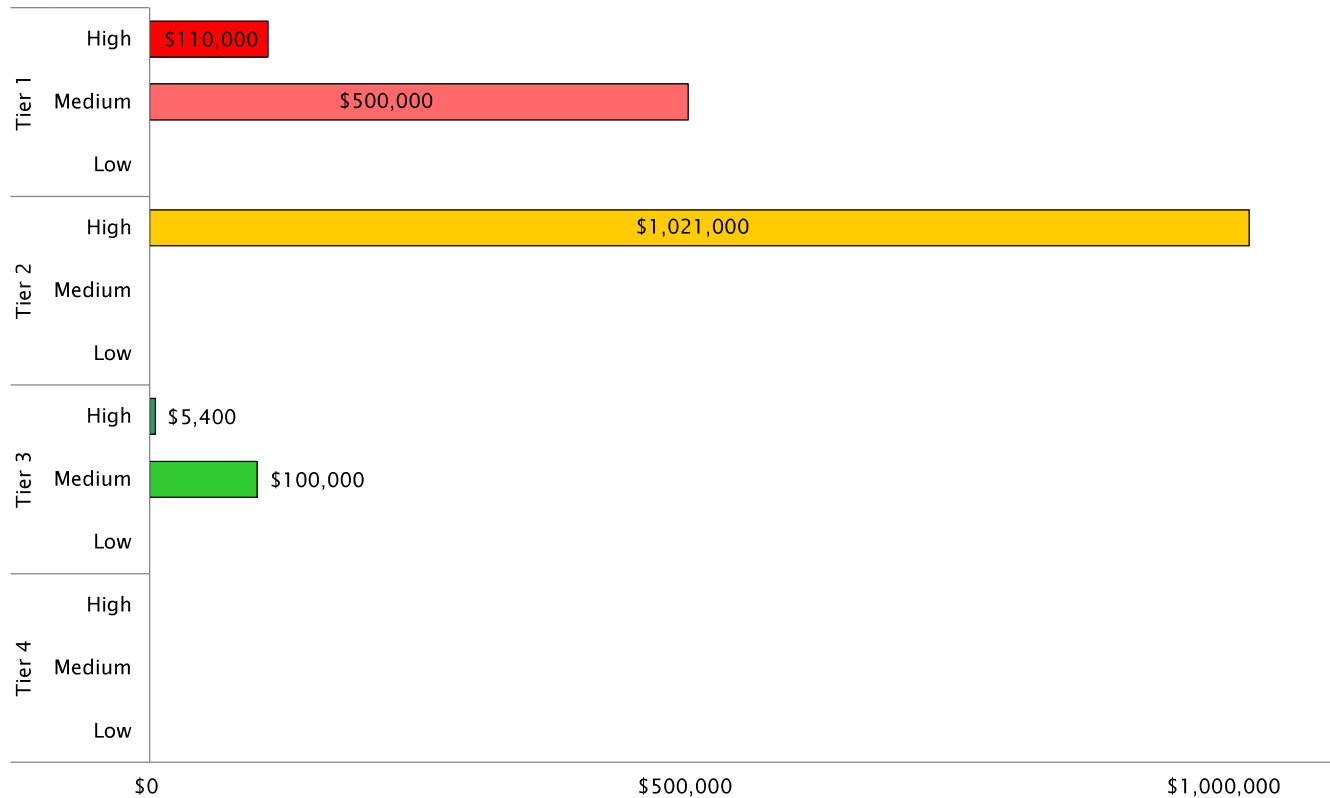 Tier 1
High
$110,000
Medium
$500,000
Low
Tier 2
High
$1,021,000
Medium
Low
Tier 3
High
$5,400
Medium
$100,000
Low
Tier 4
High
Medium
Low
$0
$500,000
$1,000,000